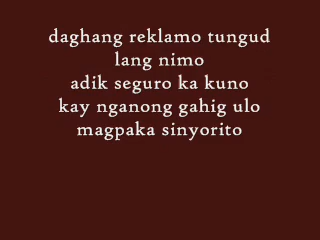 daghang reklamo tungud
lang nimo
adik seguro ka kuno
kay nganong gahig ulo
magpaka sinyorito